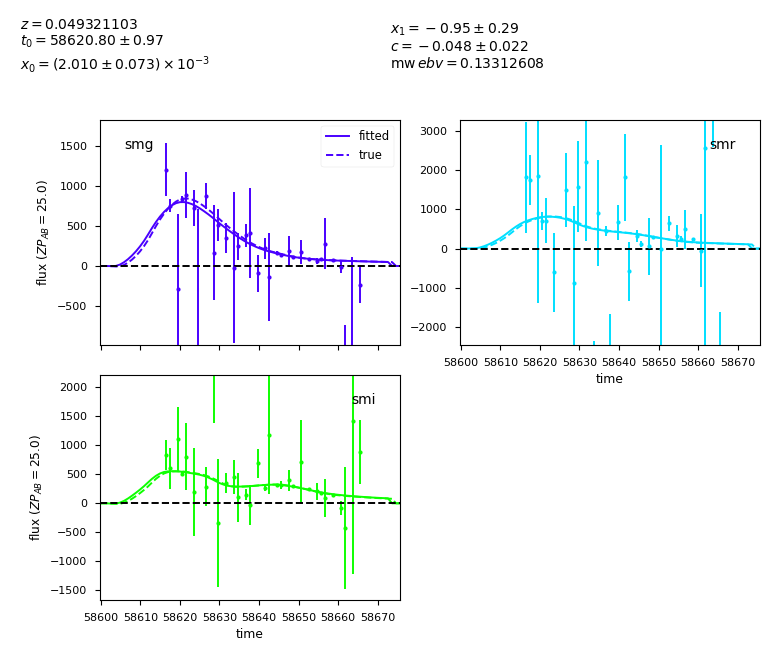 z = 0.049321103
t₀ = 58620.80 ± 0.97
x₀ = (2.010 ± 0.073) × 10⁻³
x₁ = −0.95 ± 0.29
c = −0.048 ± 0.022
mw ebv = 0.13312608
smg
fitted
true
1500
1000
500
0
−500
flux (ZP_AB = 25.0)
smr
3000
2000
1000
0
−1000
−2000
58600 58610 58620 58630 58640 58650 58660 58670
time
smi
2000
1500
1000
500
0
−500
−1000
−1500
flux (ZP_AB = 25.0)
58600 58610 58620 58630 58640 58650 58660 58670
time